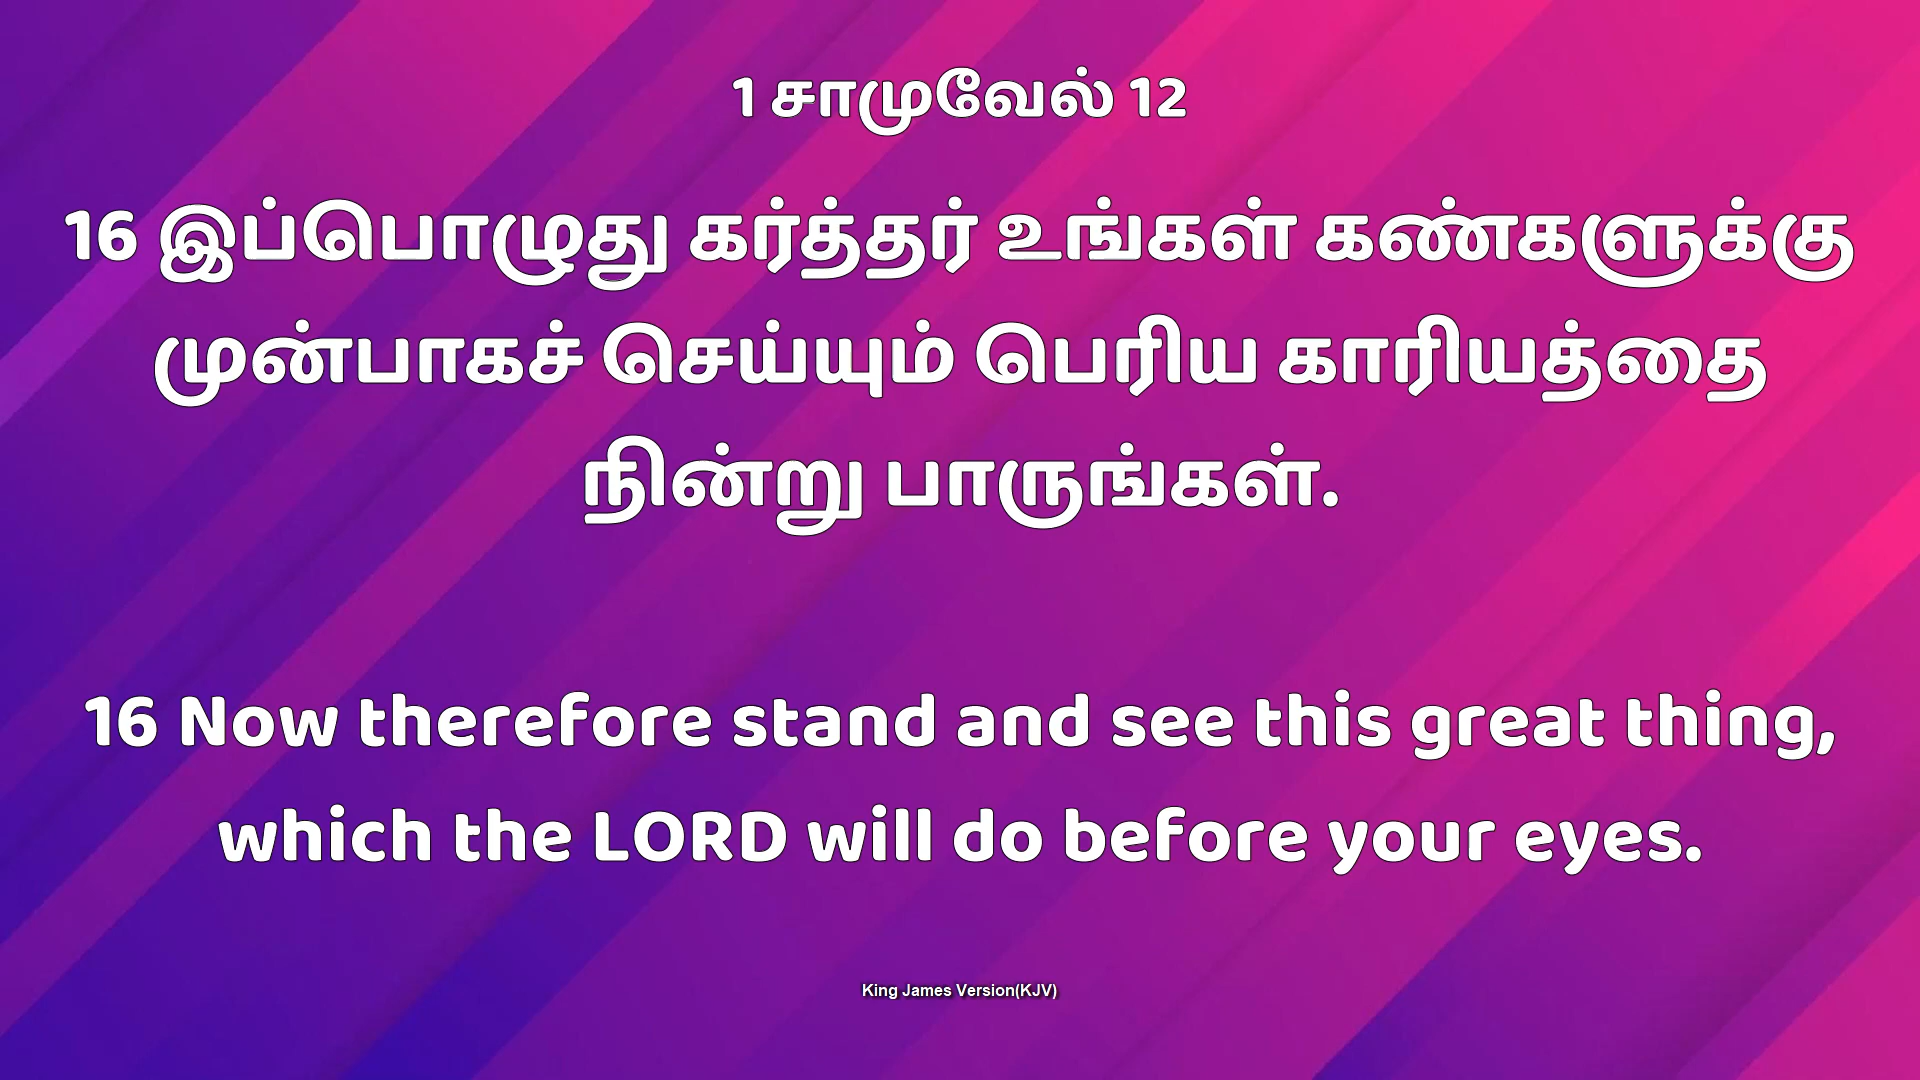 1 சாமுவேல் 12
16 இப்பொழுது கர்த்தர் உங்கள் கண்களுக்கு
முன்பாகச் செய்யும் பெரிய காரியத்தை
நின்று பாருங்கள்.
16 Now therefore stand and see this great thing,
which the LORD will do before your eyes.
King James Version(KJV)